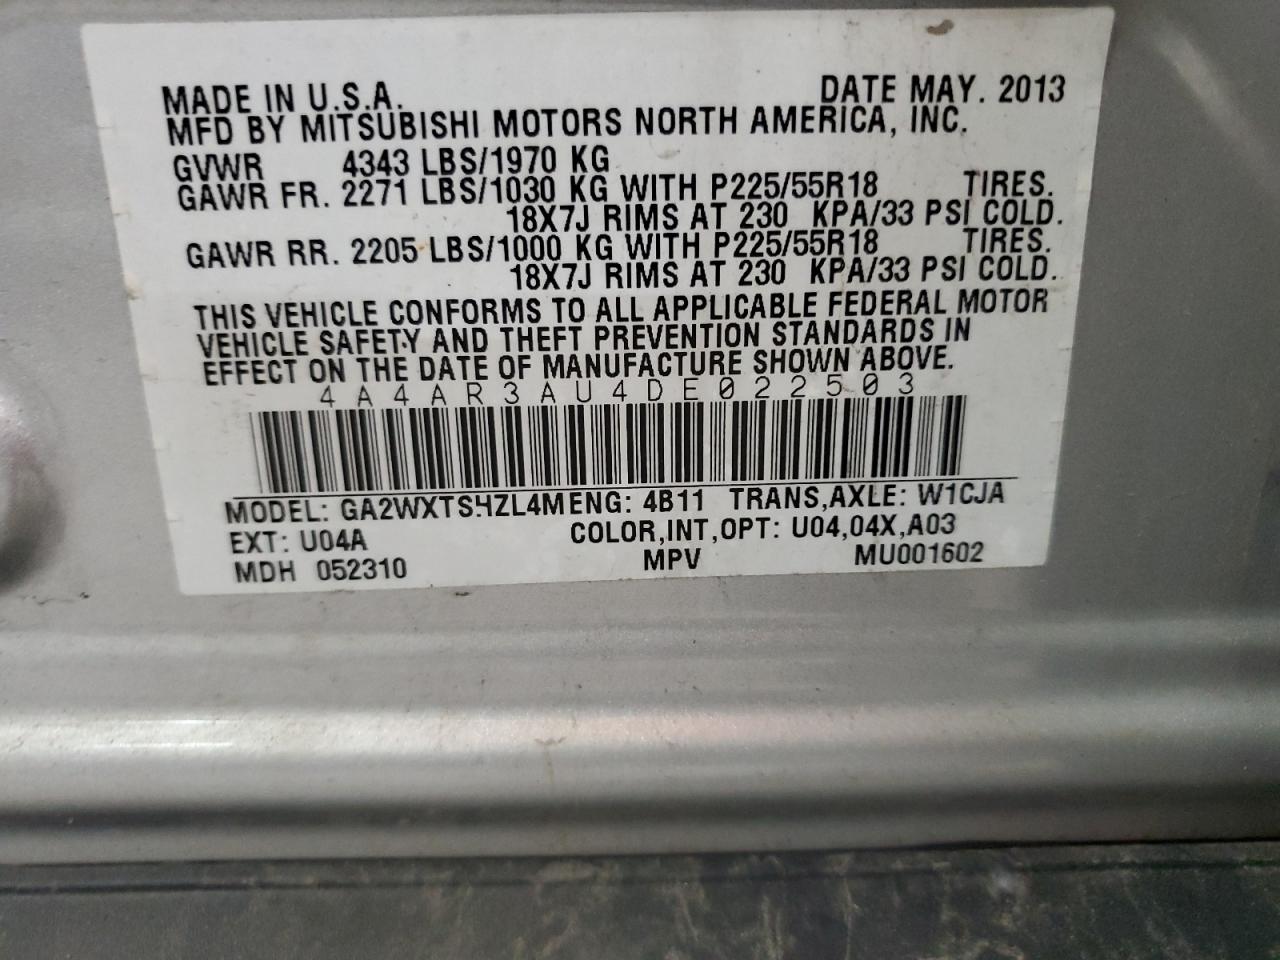 MADE IN U.S.A. DATE MAY. 2013
MFD BY MITSUBISHI MOTORS NORTH AMERICA, INC.
GVWR 4343 LBS/1970 KG
GAWR FR. 2271 LBS/1030 KG WITH P225/55R18 TIRES.
18X7J RIMS AT 230 KPA/33 PSI COLD.
GAWR RR. 2205 LBS/1000 KG WITH P225/55R18 TIRES.
18X7J RIMS AT 230 KPA/33 PSI COLD.
THIS VEHICLE CONFORMS TO ALL APPLICABLE FEDERAL MOTOR
VEHICLE SAFETY AND THEFT PREVENTION STANDARDS IN
EFFECT ON THE DATE OF MANUFACTURE SHOWN ABOVE.
4A4AR3AU4DE022503
MODEL: GA2WXTSHZL4M ENG: 4B11 TRANS,AXLE: W1CJA
EXT: U04A COLOR,INT,OPT: U04,04X,A03
MDH 052310 MPV MU001602